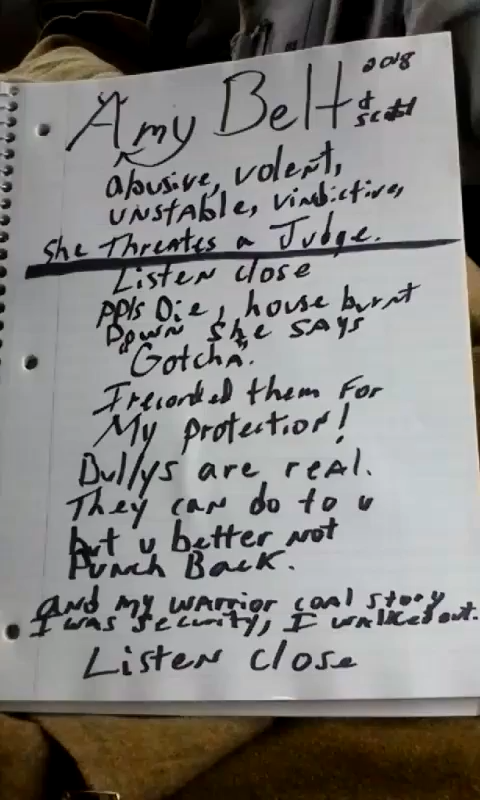 2018
Amy Belt & scott
abusive, volent,
UNSTABLE, vindictive,
She Threates a Judge.
Listen close
ppls Die, house burnt
Down she says
"Gotcha".
I recorded them for
My protection!
Bullys are real.
They can do to u
but u better not
Punch Back.
and my warrior coal story
I was security, I walked out.
Listen close